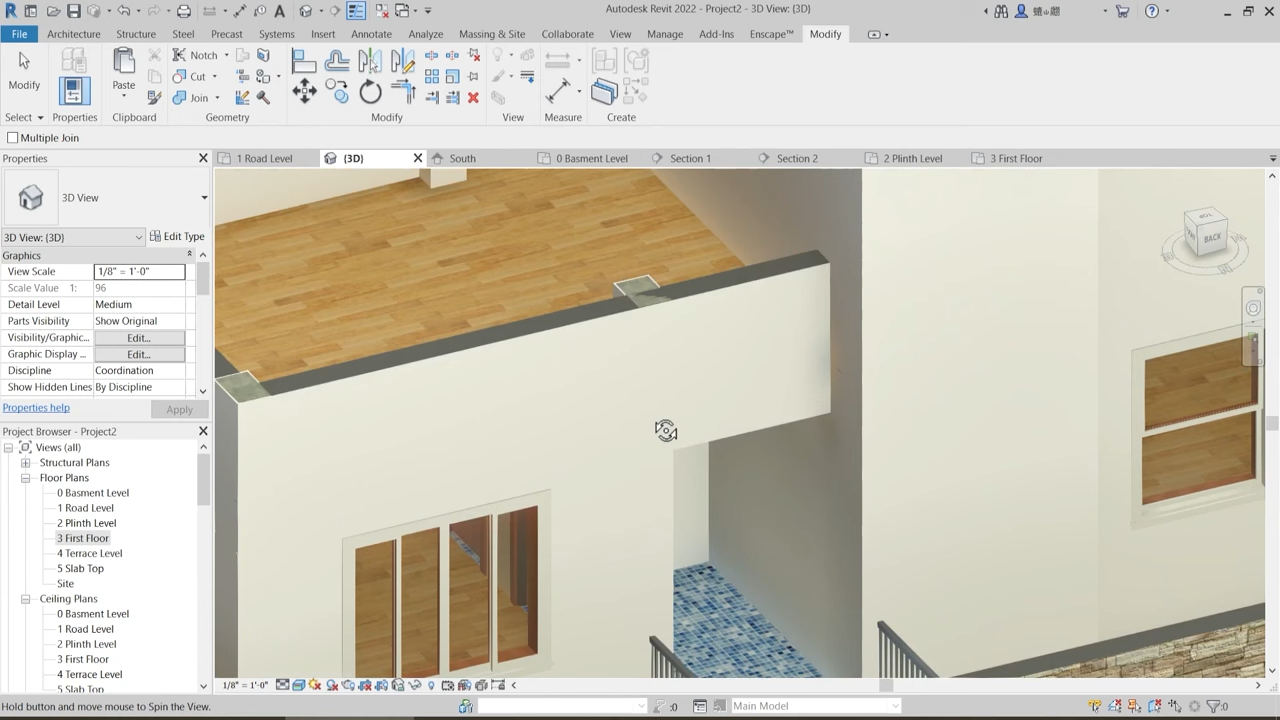 Autodesk Revit 2022 - Project2 - 3D View: {3D}
File Architecture Structure Steel Precast Systems Insert Annotate Analyze Massing & Site Collaborate View Manage Add-Ins Enscape™ Modify
Modify Paste Notch Cut Join
Select Properties Clipboard Geometry Modify View Measure Create
Multiple Join
Properties
1 Road Level (3D) South 0 Basment Level Section 1 Section 2 2 Plinth Level 3 First Floor
3D View
3D View: {3D} Edit Type
Graphics
View Scale 1/8" = 1'-0"
Scale Value 1: 96
Detail Level Medium
Parts Visibility Show Original
Visibility/Graphic... Edit...
Graphic Display ... Edit...
Discipline Coordination
Show Hidden Lines By Discipline
Properties help Apply
Project Browser - Project2
Views (all)
Structural Plans
Floor Plans
0 Basment Level
1 Road Level
2 Plinth Level
3 First Floor
4 Terrace Level
5 Slab Top
Site
Ceiling Plans
0 Basment Level
1 Road Level
2 Plinth Level
3 First Floor
4 Terrace Level
5 Slab Top
BACK
1/8" = 1'-0"
Hold button and move mouse to Spin the View.
:0 Main Model :0